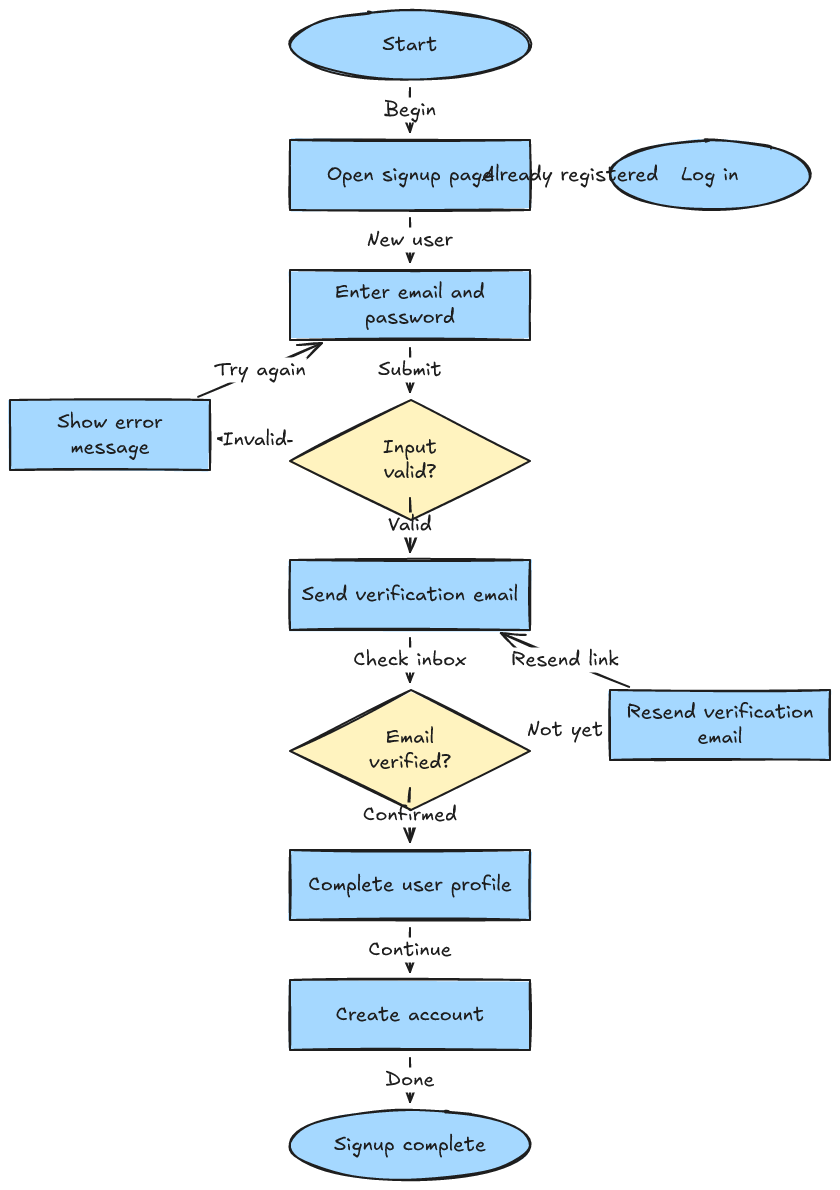 Start
Begin
Open signup page
Already registered
Log in
New user
Enter email and
password
Try again
Submit
Show error
message
Invalid
Input
valid?
Valid
Send verification email
Check inbox
Resend link
Resend verification
email
Not yet
Email
verified?
Confirmed
Complete user profile
Continue
Create account
Done
Signup complete